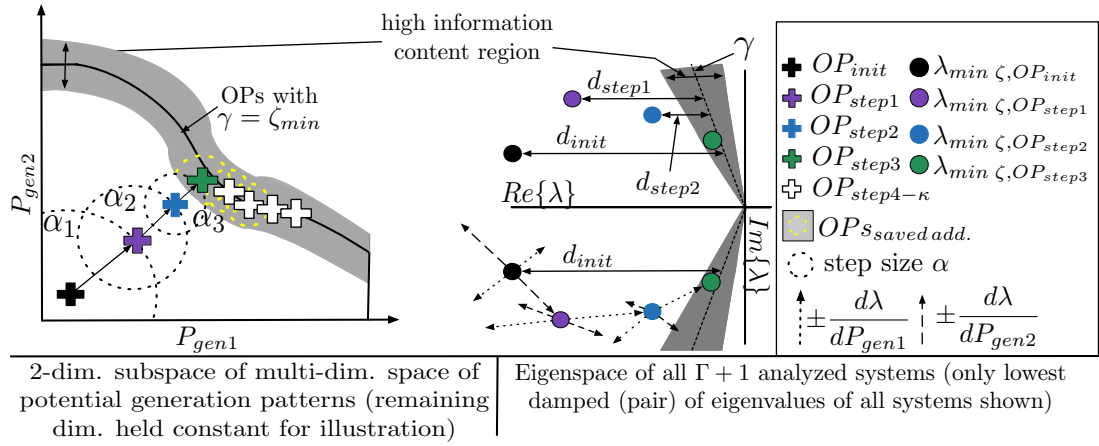 high information
content region
OPs with
γ = ζ_min
P_gen2
α_1
α_2
α_3
P_gen1
γ
d_step1
d_init
d_step2
Re{λ}
Im{λ}
d_init
OP_init
λ_min ζ,OP_init
OP_step1
λ_min ζ,OP_step1
OP_step2
λ_min ζ,OP_step2
OP_step3
λ_min ζ,OP_step3
OP_step4−κ
OPs_saved add.
step size α
± dλ/dP_gen1
± dλ/dP_gen2
2-dim. subspace of multi-dim. space of
potential generation patterns (remaining
dim. held constant for illustration)
Eigenspace of all Γ + 1 analyzed systems (only lowest
damped (pair) of eigenvalues of all systems shown)